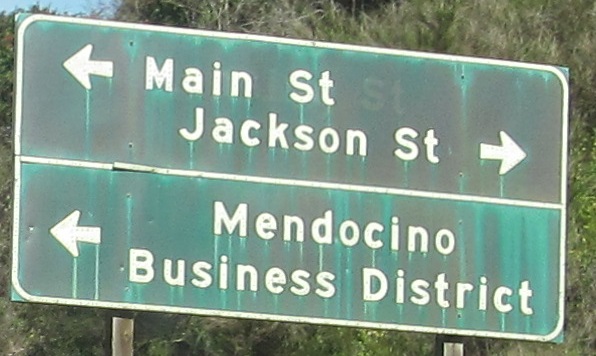 Main St
Jackson St
Mendocino
Business District